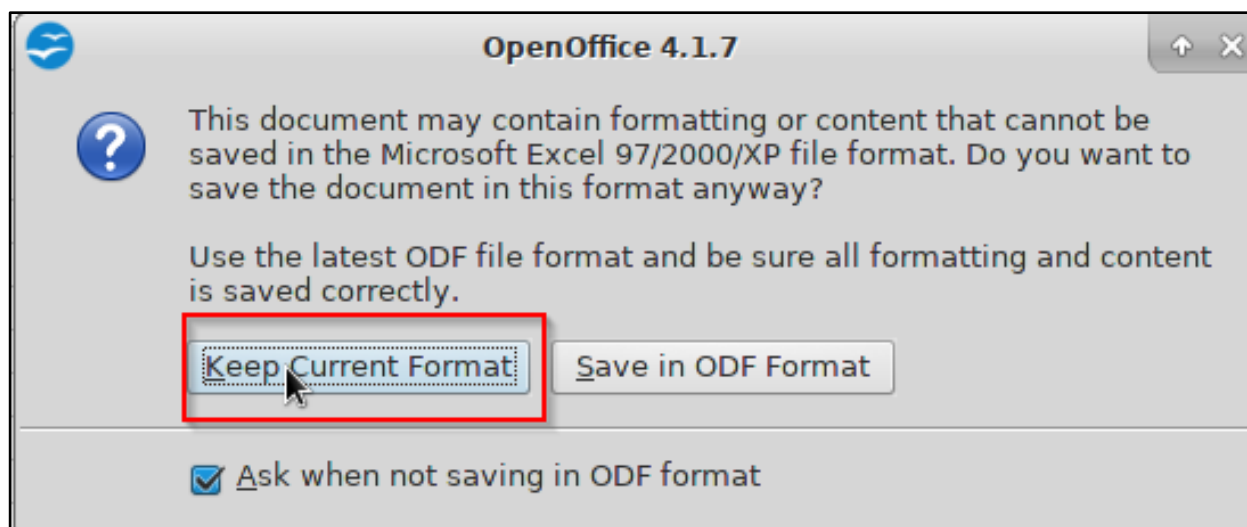 OpenOffice 4.1.7
This document may contain formatting or content that cannot be
saved in the Microsoft Excel 97/2000/XP file format. Do you want to
save the document in this format anyway?
Use the latest ODF file format and be sure all formatting and content
is saved correctly.
Keep Current Format
Save in ODF Format
Ask when not saving in ODF format